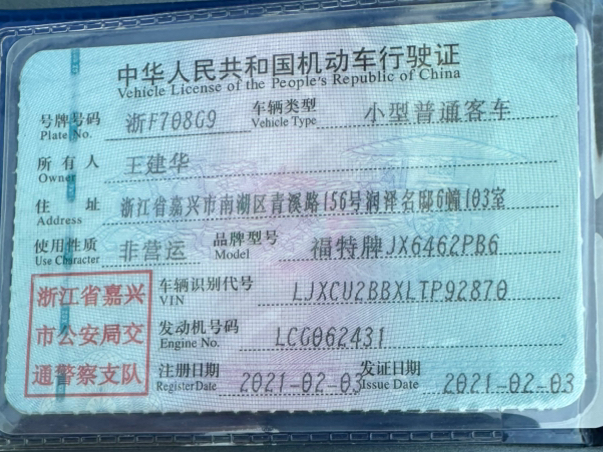 中华人民共和国机动车行驶证
Vehicle License of the People's Republic of China
号牌号码 浙F708G9 车辆类型 小型普通客车
Plate No. Vehicle Type
所有人 王建华
Owner
住址 浙江省嘉兴市南湖区青溪路156号润泽名邸6幢103室
Address
使用性质 非营运 品牌型号 福特牌JX6462PB6
Use Character Model
浙江省嘉兴
市公安局交
通警察支队
车辆识别代号 LJXCU2BBXLTP92870
VIN
发动机号码 LCG062431
Engine No.
注册日期 2021-02-03 发证日期 2021-02-03
Register Date Issue Date